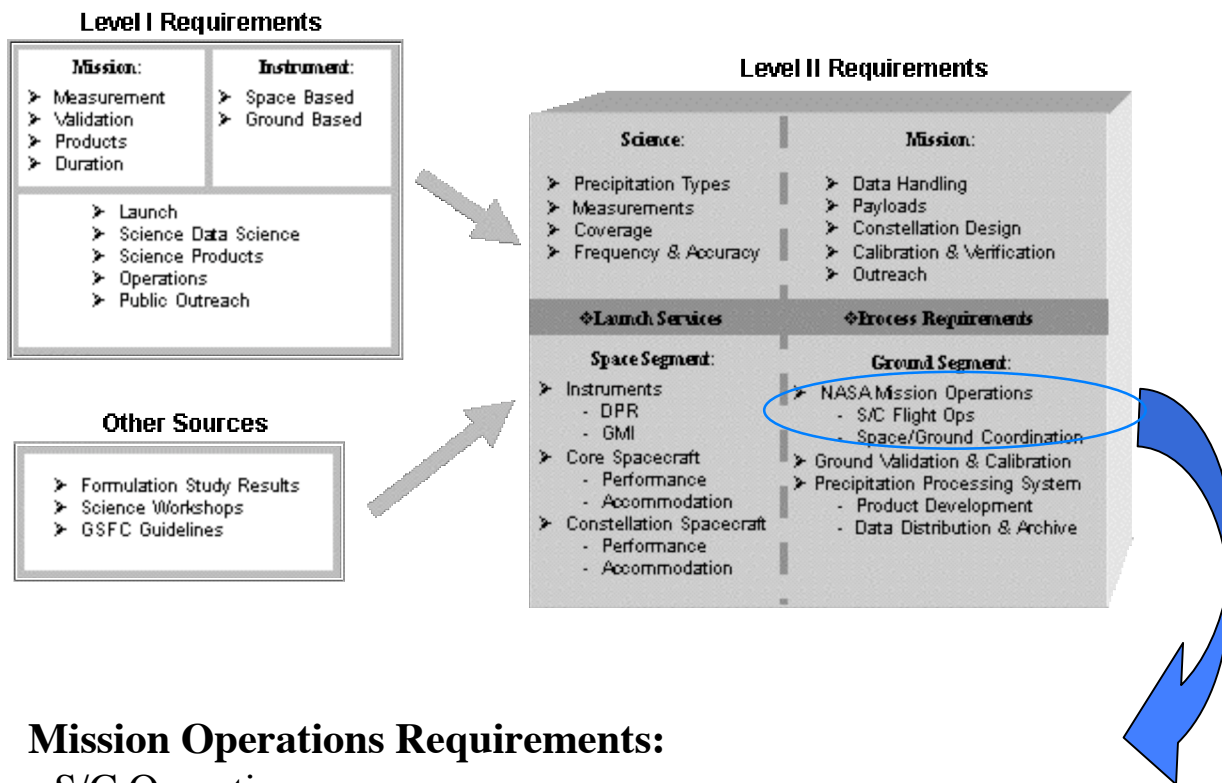 Level I Requirements
Mission:
➢ Measurement
➢ Validation
➢ Products
➢ Duration
Instrument:
➢ Space Based
➢ Ground Based
➢ Launch
➢ Science Data Science
➢ Science Products
➢ Operations
➢ Public Outreach
Other Sources
➢ Formulation Study Results
➢ Science Workshops
➢ GSFC Guidelines
Level II Requirements
Science:
➢ Precipitation Types
➢ Measurements
➢ Coverage
➢ Frequency & Accuracy
Mission:
➢ Data Handling
➢ Payloads
➢ Constellation Design
➢ Calibration & Verification
➢ Outreach
❖Launch Services
❖Process Requirements
Space Segment:
➢ Instruments
- DPR
- GMI
➢ Core Spacecraft
- Performance
- Accommodation
➢ Constellation Spacecraft
- Performance
- Accommodation
Ground Segment:
➢ NASA Mission Operations
- S/C Flight Ops
- Space/Ground Coordination
➢ Ground Validation & Calibration
➢ Precipitation Processing System
- Product Development
- Data Distribution & Archive
Mission Operations Requirements: